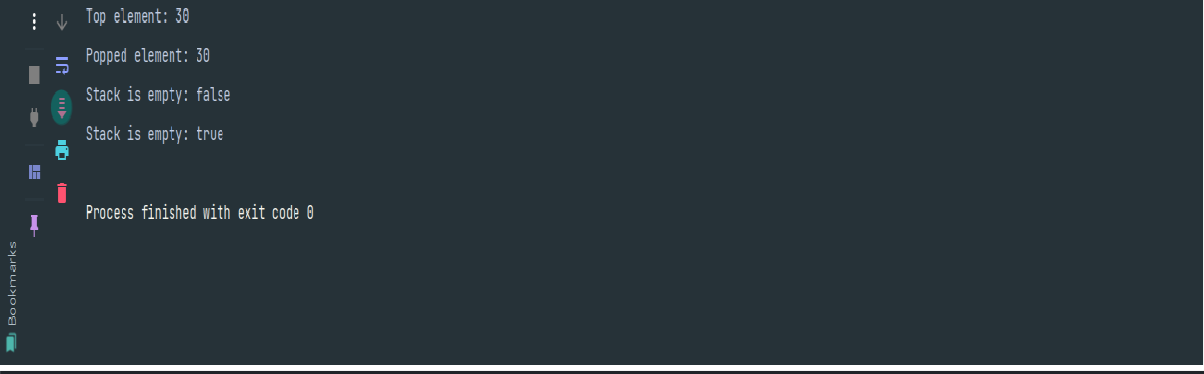 Top element: 30
Popped element: 30
Stack is empty: false
Stack is empty: true
Process finished with exit code 0
Bookmarks